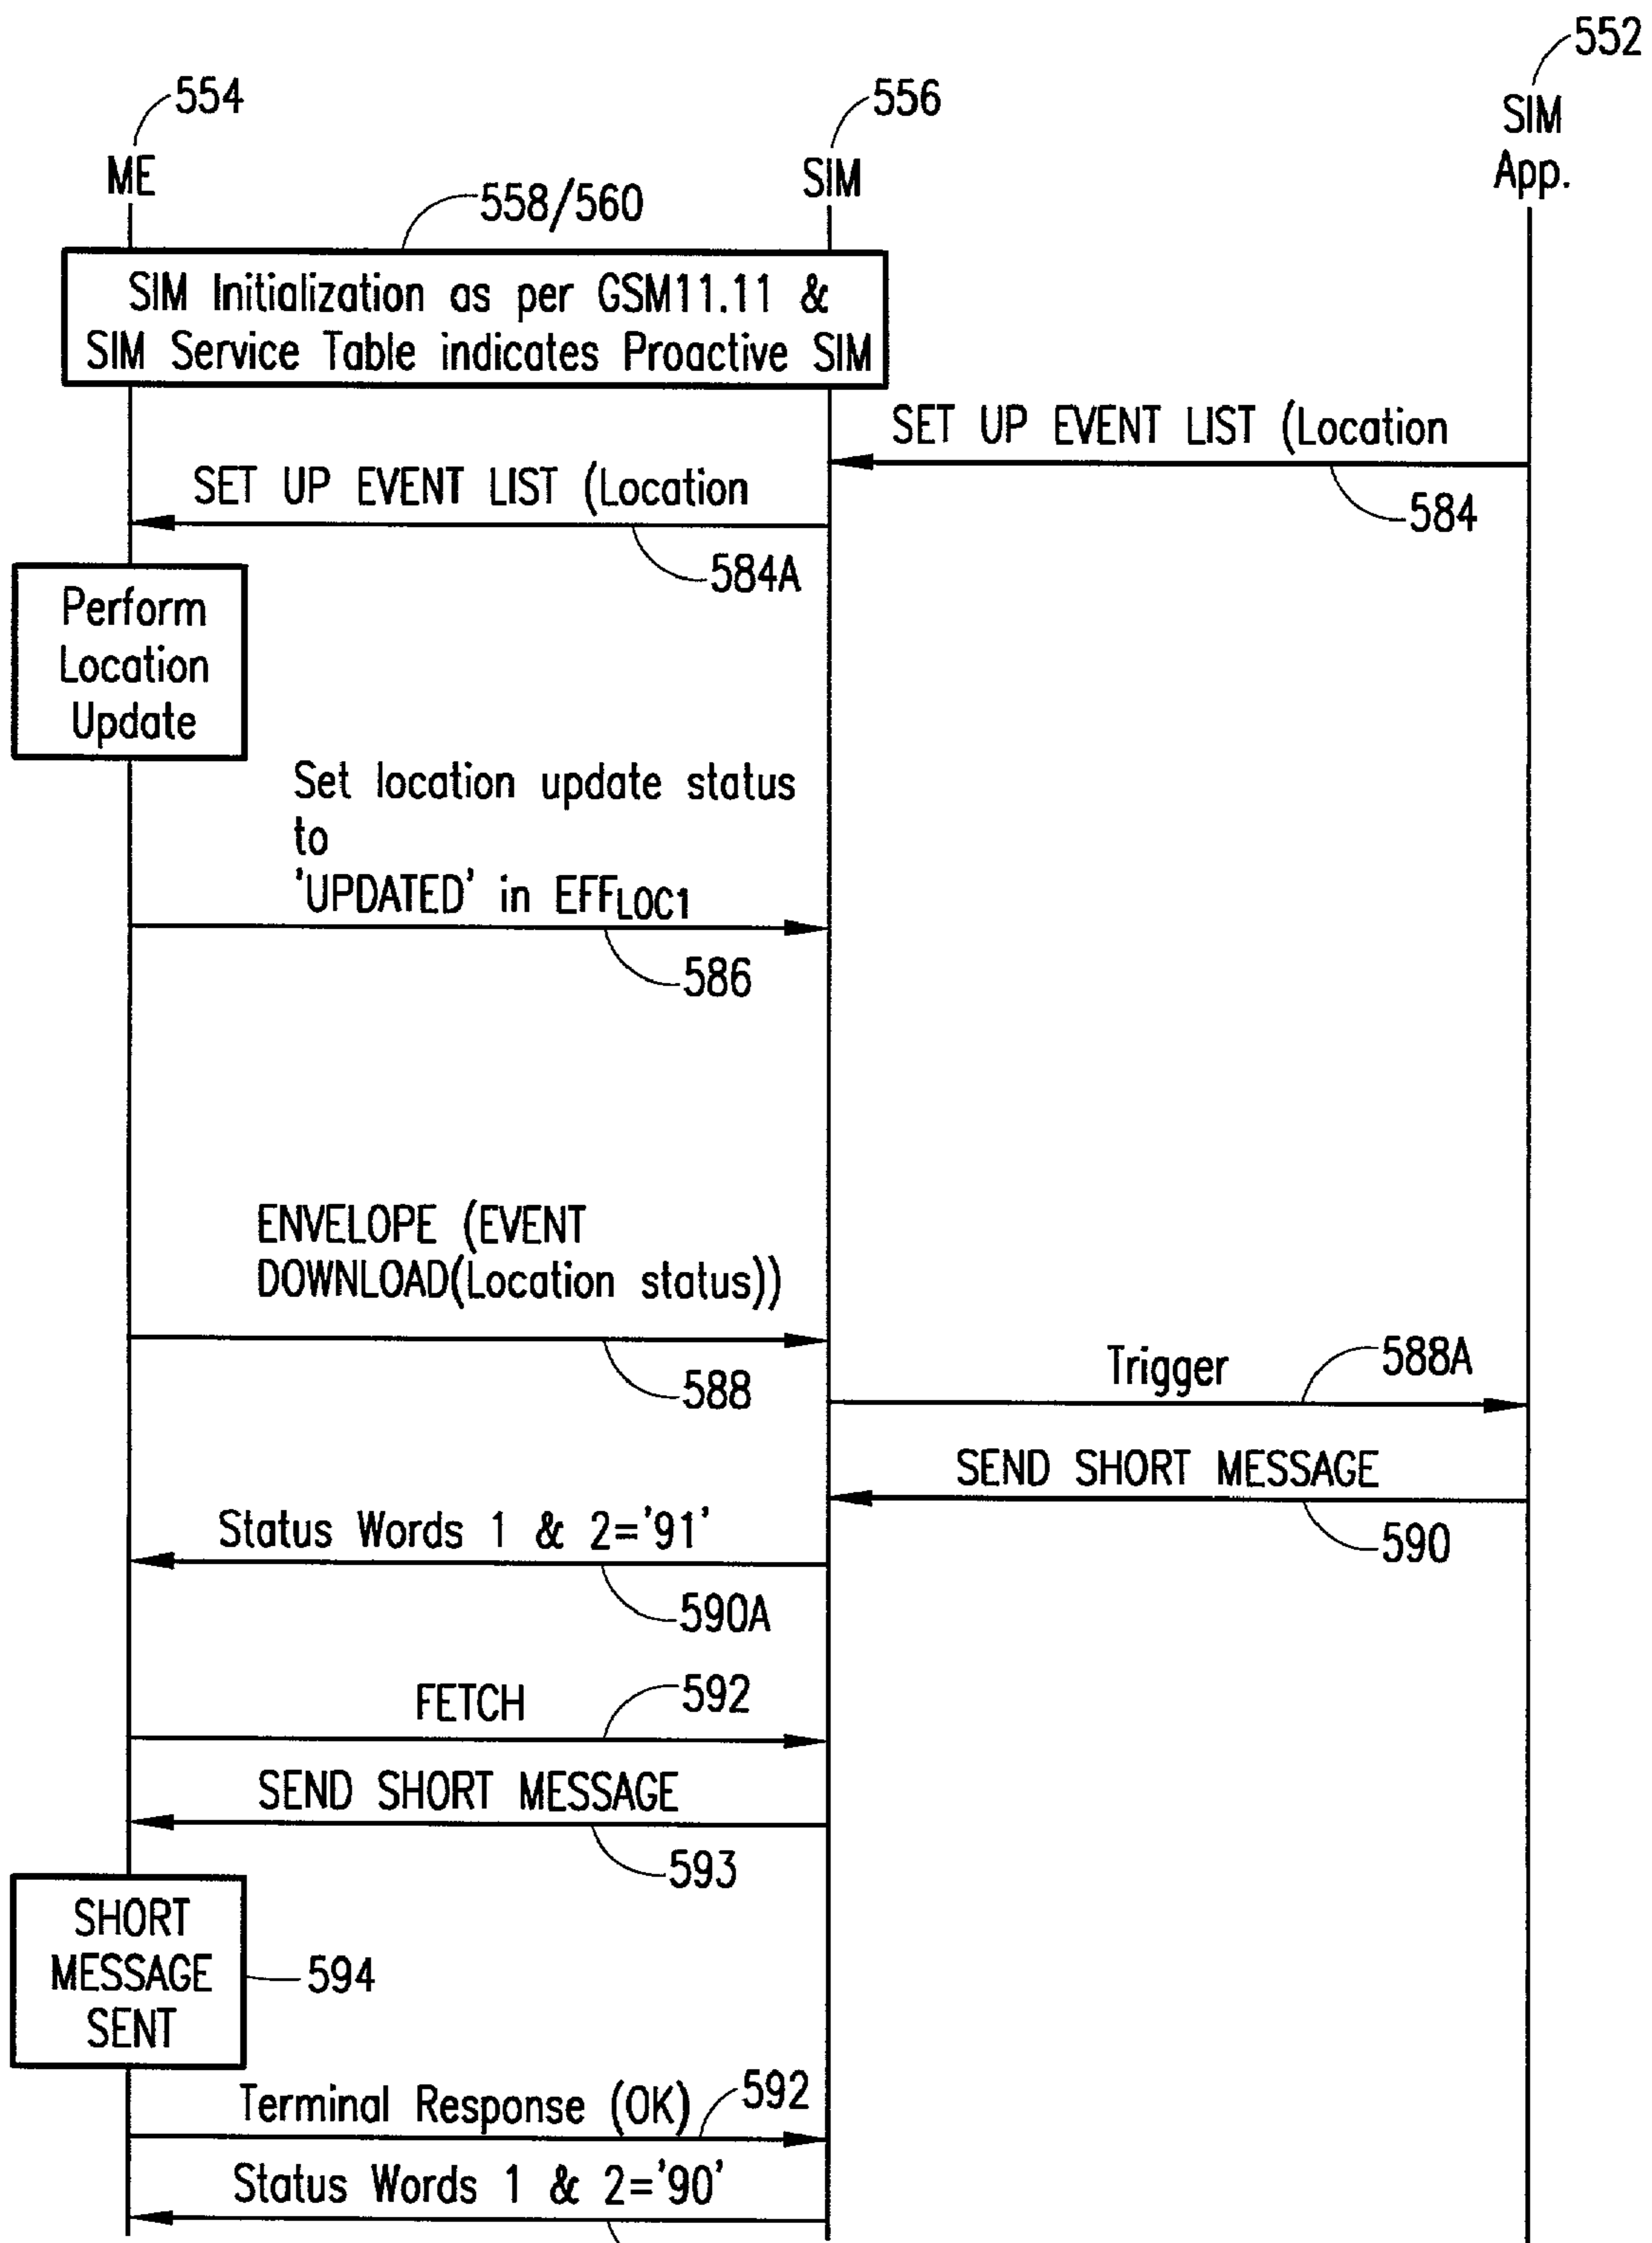 552
SIM
App.
554
ME
556
SIM
558/560
SIM Initialization as per GSM11.11 &
SIM Service Table indicates Proactive SIM
SET UP EVENT LIST (Location
584
SET UP EVENT LIST (Location
584A
Perform
Location
Update
Set location update status
to
'UPDATED' in EFFLOC1
586
ENVELOPE (EVENT
DOWNLOAD(Location status))
588
Trigger
588A
SEND SHORT MESSAGE
590
Status Words 1 & 2='91'
590A
FETCH
592
SEND SHORT MESSAGE
593
SHORT
MESSAGE
SENT
594
Terminal Response (OK)
592
Status Words 1 & 2='90'